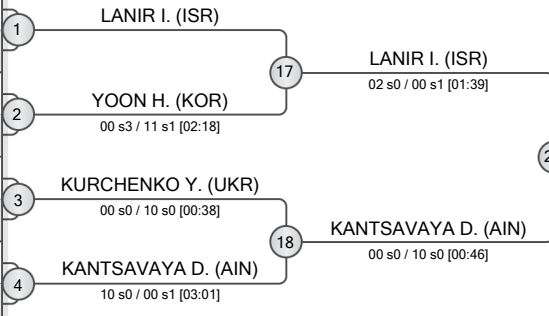 LANIR I. (ISR)
1
17
LANIR I. (ISR)
02 s0 / 00 s1 [01:39]
YOON H. (KOR)
2
00 s3 / 11 s1 [02:18]
KURCHENKO Y. (UKR)
3
00 s0 / 10 s0 [00:38]
18
KANTSAVAYA D. (AIN)
00 s0 / 10 s0 [00:46]
KANTSAVAYA D. (AIN)
4
10 s0 / 00 s1 [03:01]